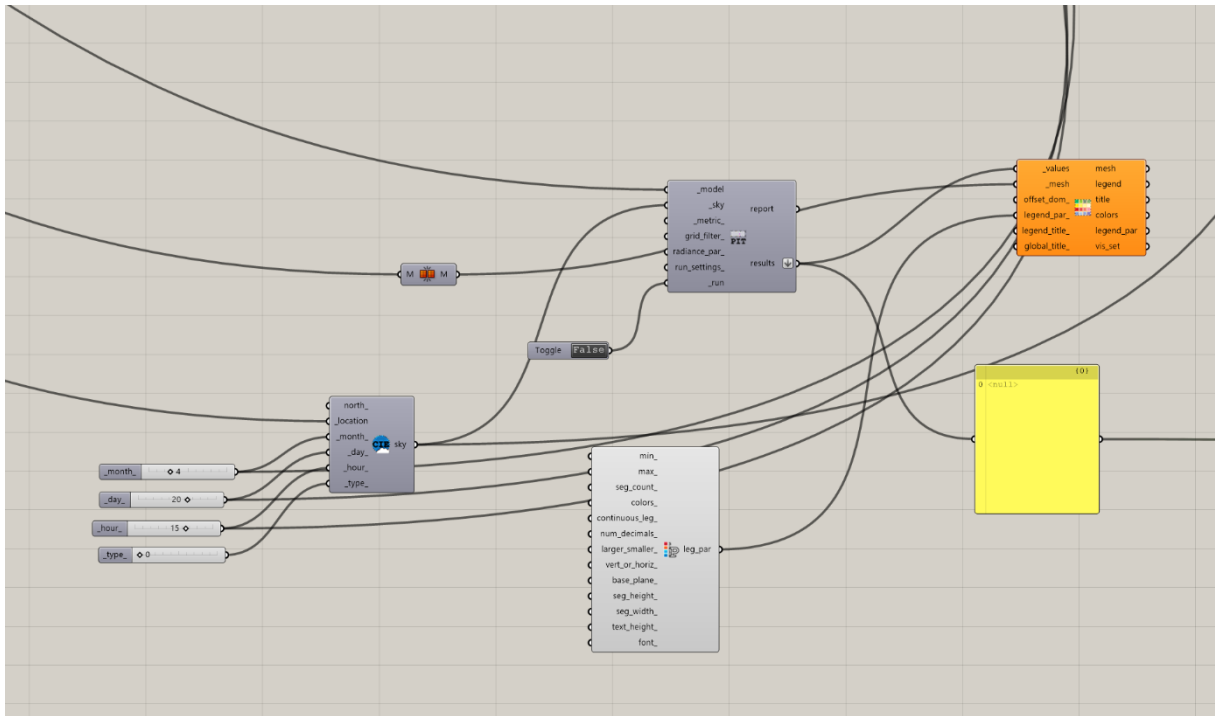 _model
_sky
_metric_
grid_filter_
radiance_par_
run_settings_
_run
report
results
PIT
_values
_mesh
offset_dom_
legend_par_
legend_title_
global_title_
mesh
legend
title
colors
legend_par
vis_set
M M
Toggle False
north_
_location
_month_
_day_
_hour_
_type_
CIE
sky
_month_ 4
_day_ 20
_hour_ 15
_type_ 0
min_
max_
seg_count_
colors_
continuous_leg_
num_decimals_
larger_smaller_
vert_or_horiz_
base_plane_
seg_height_
seg_width_
text_height_
font_
leg_par
{0}
0 <null>